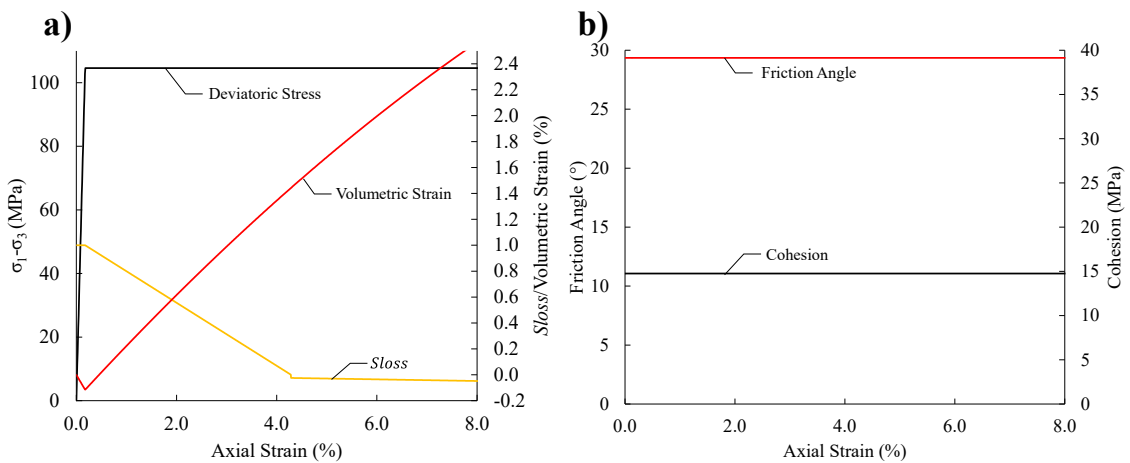 a)
σ1-σ3 (MPa)
100
80
60
40
20
0
Deviatoric Stress
Volumetric Strain
Sloss
2.4
2.2
2.0
1.8
1.6
1.4
1.2
1.0
0.8
0.6
0.4
0.2
0.0
-0.2
Sloss/Volumetric Strain (%)
0.0 2.0 4.0 6.0 8.0
Axial Strain (%)
b)
Friction Angle (°)
30
25
20
15
10
5
0
Friction Angle
Cohesion
40
35
30
25
20
15
10
5
0
Cohesion (MPa)
0.0 2.0 4.0 6.0 8.0
Axial Strain (%)